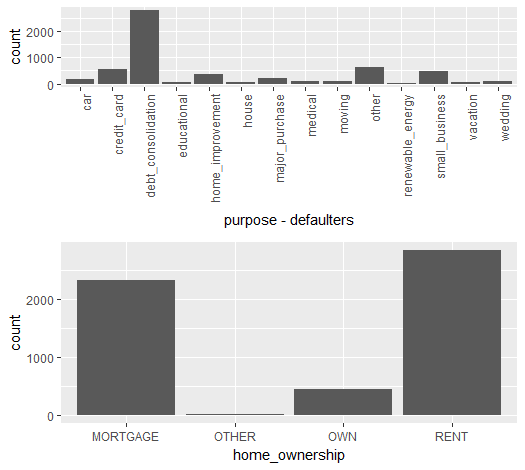 count
2000
1000
0
car
credit_card
debt_consolidation
educational
home_improvement
house
major_purchase
medical
moving
other
renewable_energy
small_business
vacation
wedding
purpose - defaulters
count
2000
1000
0
MORTGAGE OTHER OWN RENT
home_ownership